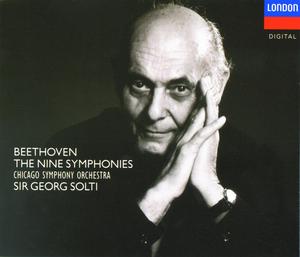 LONDON
DIGITAL
BEETHOVEN
THE NINE SYMPHONIES
CHICAGO SYMPHONY ORCHESTRA
SIR GEORG SOLTI